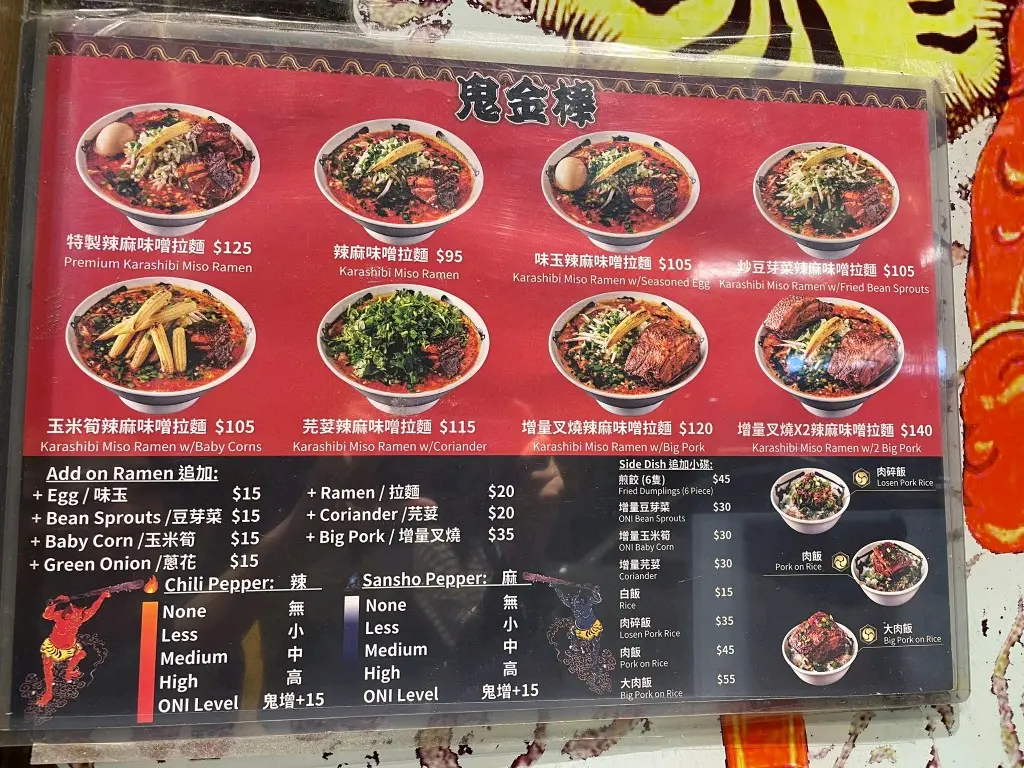 鬼金棒
特製辣麻味噌拉麵 $125
Premium Karashibi Miso Ramen
辣麻味噌拉麵 $95
Karashibi Miso Ramen
味玉辣麻味噌拉麵 $105
Karashibi Miso Ramen w/Seasoned Egg
炒豆芽菜辣麻味噌拉麵 $105
Karashibi Miso Ramen w/Fried Bean Sprouts
玉米筍辣麻味噌拉麵 $105
Karashibi Miso Ramen w/Baby Corns
芫荽辣麻味噌拉麵 $115
Karashibi Miso Ramen w/Coriander
增量叉燒辣麻味噌拉麵 $120
Karashibi Miso Ramen w/Big Pork
增量叉燒X2辣麻味噌拉麵 $140
Karashibi Miso Ramen w/2 Big Pork
Add on Ramen 追加:
+ Egg / 味玉 $15
+ Bean Sprouts /豆芽菜 $15
+ Baby Corn /玉米筍 $15
+ Green Onion /蔥花 $15
+ Ramen / 拉麵 $20
+ Coriander /芫荽 $20
+ Big Pork / 增量叉燒 $35
Chili Pepper: 辣
None 無
Less 小
Medium 中
High 高
ONI Level 鬼增+15
Sansho Pepper: 麻
None 無
Less 小
Medium 中
High 高
ONI Level 鬼增+15
Side Dish 追加小碟:
煎餃 (6隻) $45
Fried Dumplings (6 Piece)
增量豆芽菜 $30
ONI Bean Sprouts
增量玉米筍 $30
ONI Baby Corn
增量芫荽 $30
Coriander
白飯 $15
Rice
肉碎飯 $35
Losen Pork Rice
肉飯 $45
Pork on Rice
大肉飯 $55
Big Pork on Rice
肉碎飯
Losen Pork Rice
肉飯
Pork on Rice
大肉飯
Big Pork on Rice